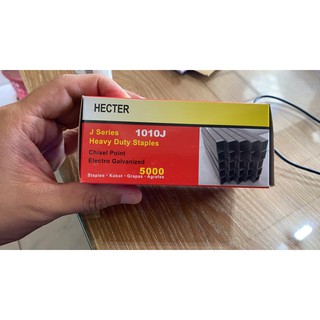 HECTER
J Series 1010J
Heavy Duty Staples
Chisel Point
Electro Galvanized
5000
Staples • Kokot • Grapas • Agrafes